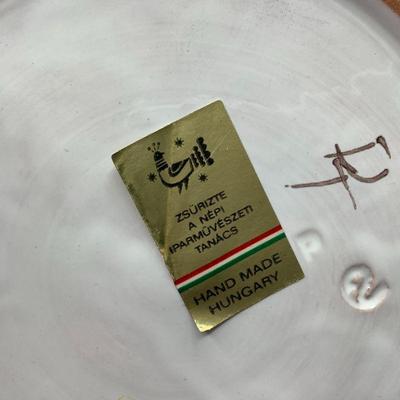 ZSŰRIZTE
A NÉPI
IPARMŰVÉSZETI
TANÁCS
HAND MADE
HUNGARY